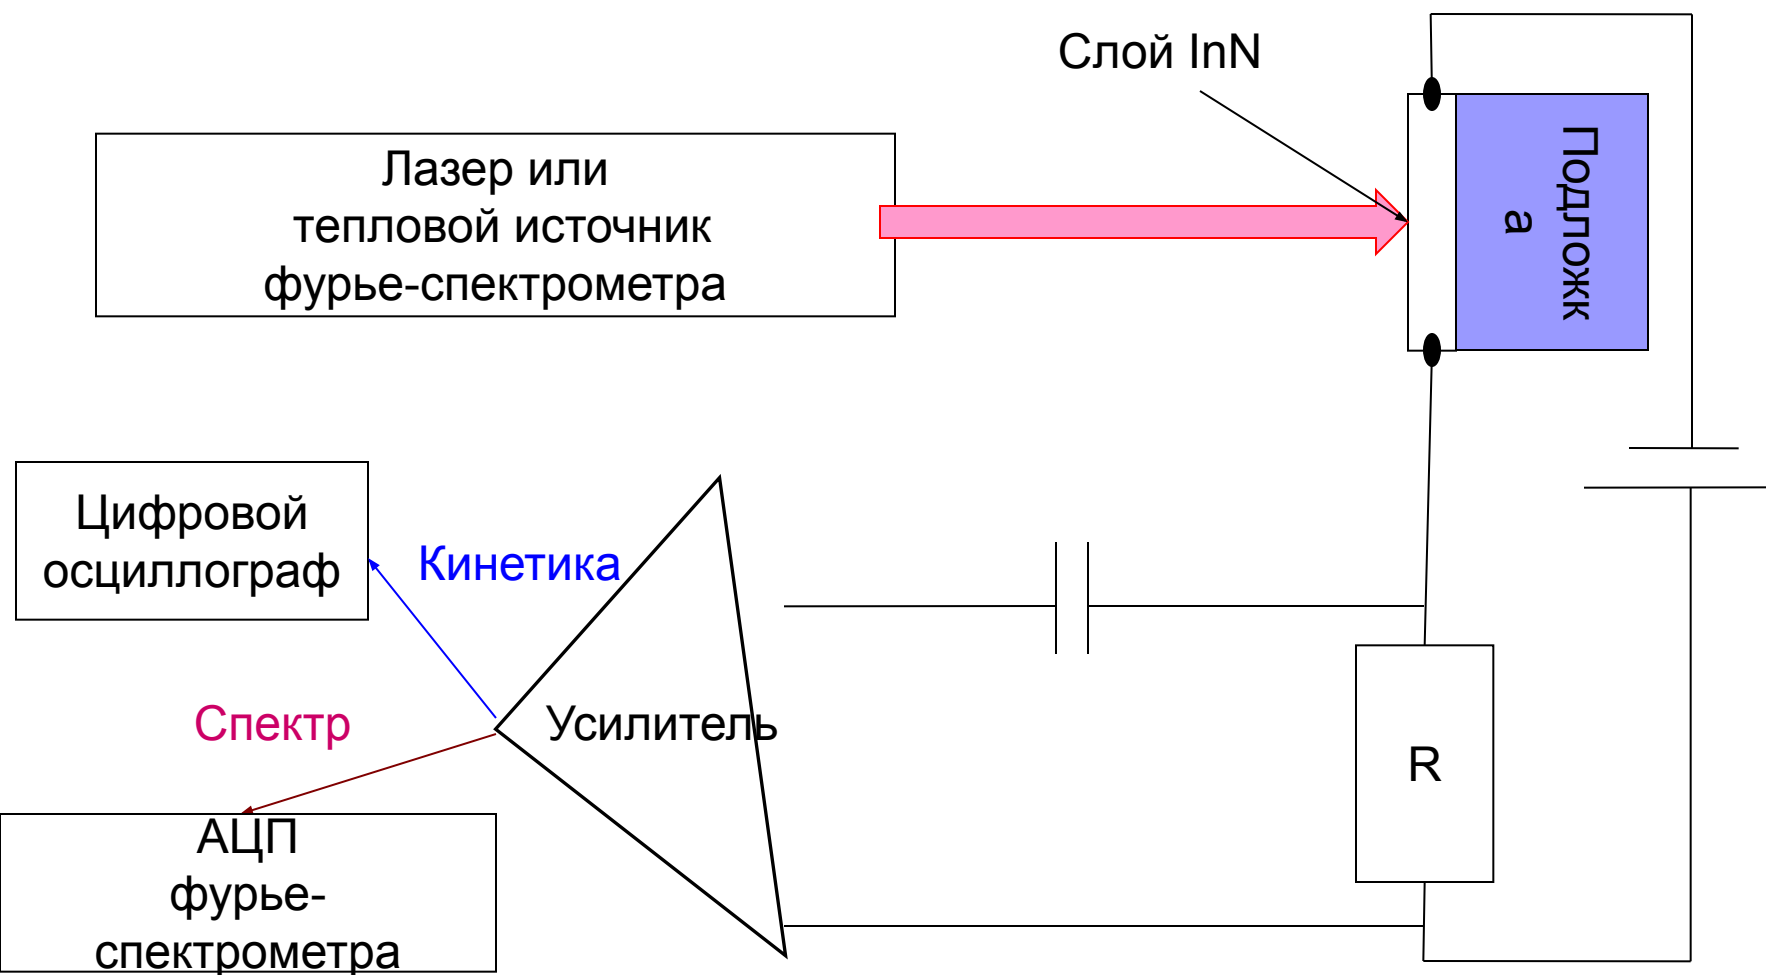 Слой InN
Лазер или
тепловой источник
фурье-спектрометра
Подложк
а
Цифровой
осциллограф
Кинетика
Спектр
Усилитель
R
АЦП
фурье-
спектрометра